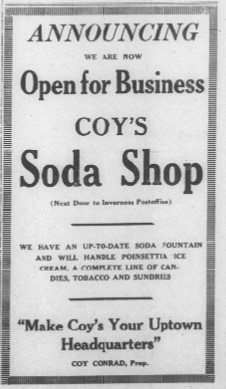 ANNOUNCING
WE ARE NOW
Open for Business
COY'S
Soda Shop
(Next Door to Inverness Postoffice)
WE HAVE AN UP-TO-DATE SODA FOUNTAIN
AND WILL HANDLE POINSETTIA ICE
CREAM, A COMPLETE LINE OF CAN-
DIES, TOBACCO AND SUNDRIES
"Make Coy's Your Uptown
Headquarters"
COY CONRAD, Prop.